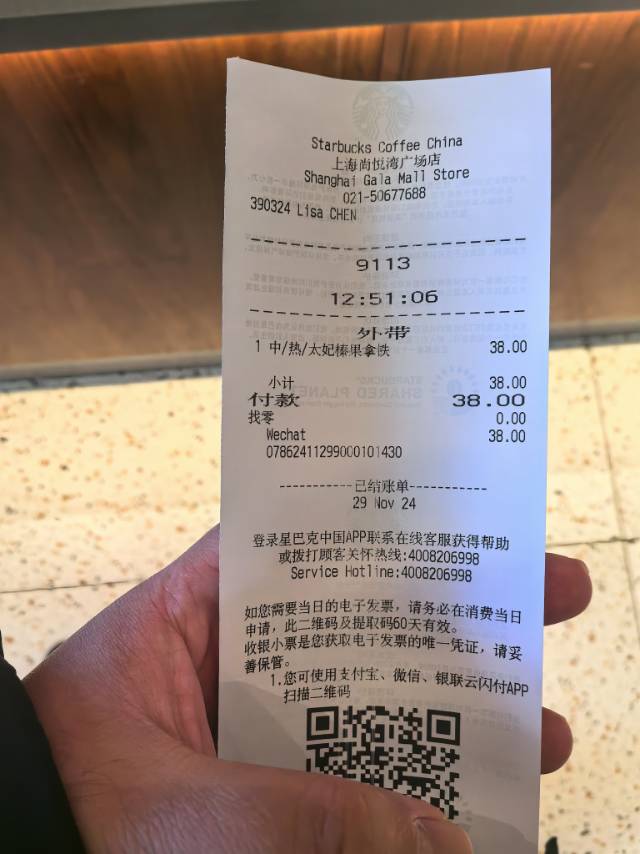 Starbucks Coffee China
上海尚悦湾广场店
Shanghai Gala Mall Store
021-50677688
390324 Lisa CHEN
9113
12:51:06
外带
1 中/热/太妃榛果拿铁 38.00
小计 38.00
付款 38.00
找零 0.00
Wechat 38.00
07862411299000101430
-----------已结账单-----------
29 Nov 24
登录星巴克中国APP联系在线客服获得帮助
或拨打顾客关怀热线:4008206998
Service Hotline:4008206998
如您需要当日的电子发票，请务必在消费当日
申请，此二维码及提取码60天有效。
收银小票是您获取电子发票的唯一凭证，请妥
善保管。
1.您可使用支付宝、微信、银联云闪付APP
扫描二维码